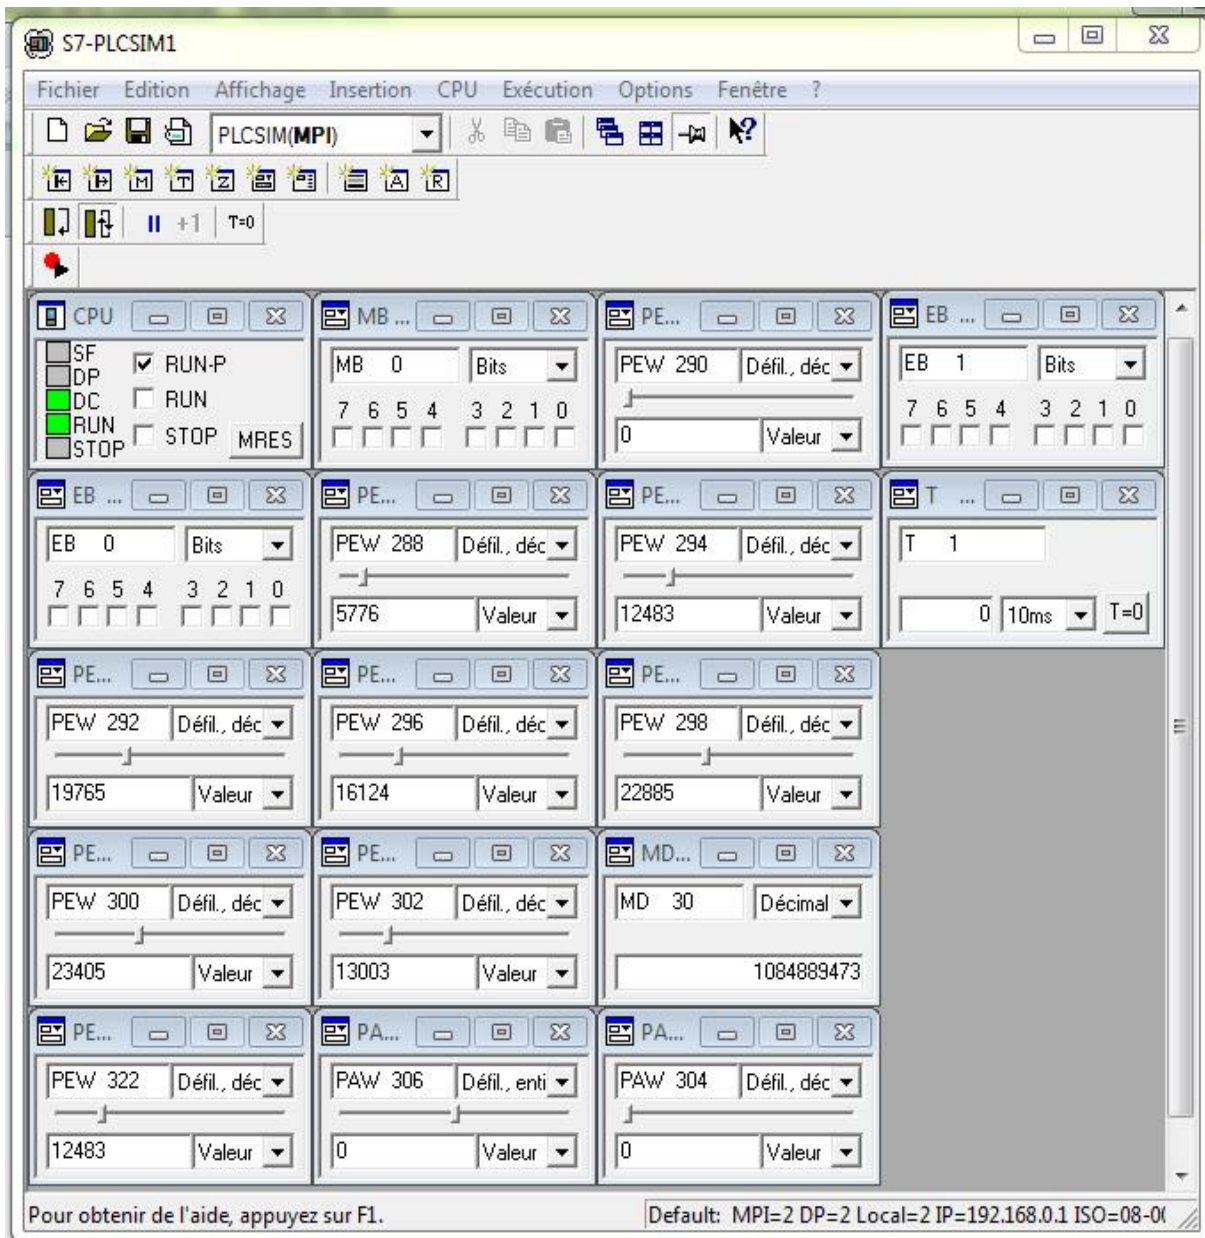 S7-PLCSIM1
Fichier Edition Affichage Insertion CPU Exécution Options Fenêtre ?
PLCSIM(MPI)
+1 T=0
CPU
SF
DP
DC
RUN
STOP
RUN-P
RUN
STOP MRES
MB ...
MB 0 Bits
7 6 5 4 3 2 1 0
PE...
PEW 290 Défil., déc
0 Valeur
EB ...
EB 1 Bits
7 6 5 4 3 2 1 0
EB ...
EB 0 Bits
7 6 5 4 3 2 1 0
PE...
PEW 288 Défil., déc
5776 Valeur
PE...
PEW 294 Défil., déc
12483 Valeur
T ...
T 1
0 10ms T=0
PE...
PEW 292 Défil., déc
19765 Valeur
PE...
PEW 296 Défil., déc
16124 Valeur
PE...
PEW 298 Défil., déc
22885 Valeur
PE...
PEW 300 Défil., déc
23405 Valeur
PE...
PEW 302 Défil., déc
13003 Valeur
MD...
MD 30 Décimal
1084889473
PE...
PEW 322 Défil., déc
12483 Valeur
PA...
PAW 306 Défil., enti
0 Valeur
PA...
PAW 304 Défil., déc
0 Valeur
Pour obtenir de l'aide, appuyez sur F1.
Default: MPI=2 DP=2 Local=2 IP=192.168.0.1 ISO=08-0